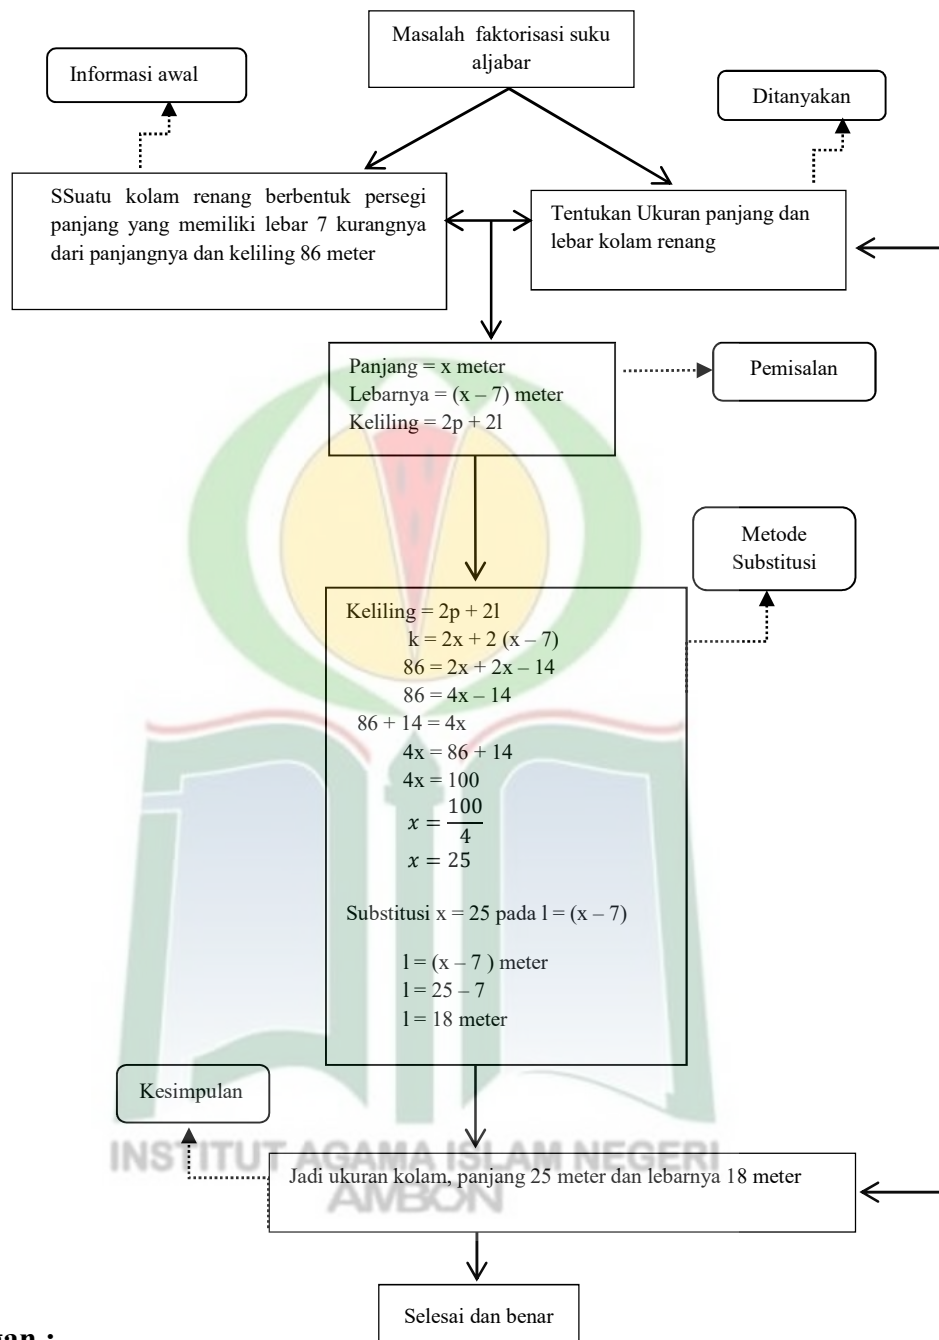 Masalah faktorisasi suku
aljabar
Informasi awal
Ditanyakan
SSuatu kolam renang berbentuk persegi
panjang yang memiliki lebar 7 kurangnya
dari panjangnya dan keliling 86 meter
Tentukan Ukuran panjang dan
lebar kolam renang
Panjang = x meter
Lebarnya = (x – 7) meter
Keliling = 2p + 2l
Pemisalan
Metode
Substitusi
Keliling = 2p + 2l
k = 2x + 2 (x – 7)
86 = 2x + 2x – 14
86 = 4x – 14
86 + 14 = 4x
4x = 86 + 14
4x = 100
𝑥 = 100/4
𝑥 = 25
Substitusi x = 25 pada l = (x – 7)
l = (x – 7 ) meter
l = 25 – 7
l = 18 meter
Kesimpulan
INSTITUT AGAMA ISLAM NEGERI
Jadi ukuran kolam, panjang 25 meter dan lebarnya 18 meter
AMBON
Selesai dan benar